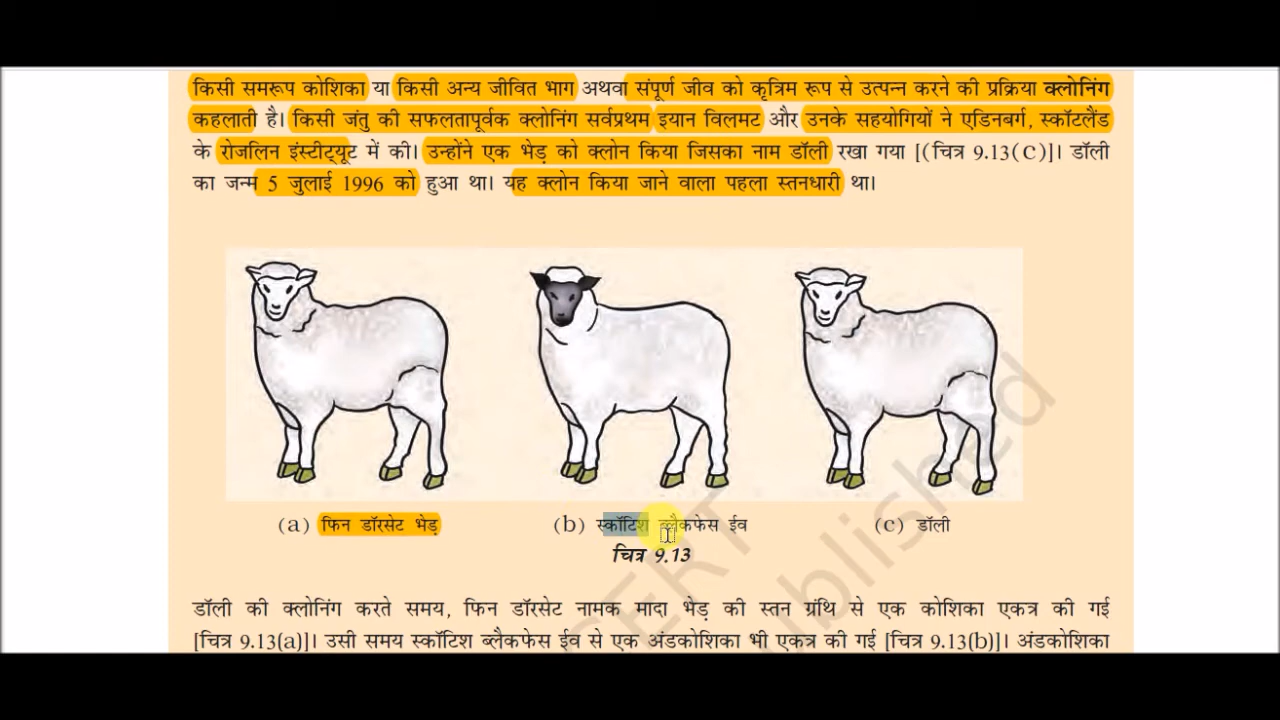 किसी समरूप कोशिका या किसी अन्य जीवित भाग अथवा संपूर्ण जीव को कृत्रिम रूप से उत्पन्न करने की प्रक्रिया क्लोनिंग
कहलाती है। किसी जंतु की सफलतापूर्वक क्लोनिंग सर्वप्रथम इयान विलमट और उनके सहयोगियों ने एडिनबर्ग, स्कॉटलैंड
के रोजलिन इंस्टीट्यूट में की। उन्होंने एक भेड़ को क्लोन किया जिसका नाम डॉली रखा गया [(चित्र 9.13(c)]। डॉली
का जन्म 5 जुलाई 1996 को हुआ था। यह क्लोन किया जाने वाला पहला स्तनधारी था।
(a) फिन डॉरसेट भेड़ (b) स्कॉटिश ब्लैकफेस ईव (c) डॉली
चित्र 9.13
डॉली की क्लोनिंग करते समय, फिन डॉरसेट नामक मादा भेड़ की स्तन ग्रंथि से एक कोशिका एकत्र की गई
[चित्र 9.13(a)]। उसी समय स्कॉटिश ब्लैकफेस ईव से एक अंडकोशिका भी एकत्र की गई [चित्र 9.13(b)]। अंडकोशिका